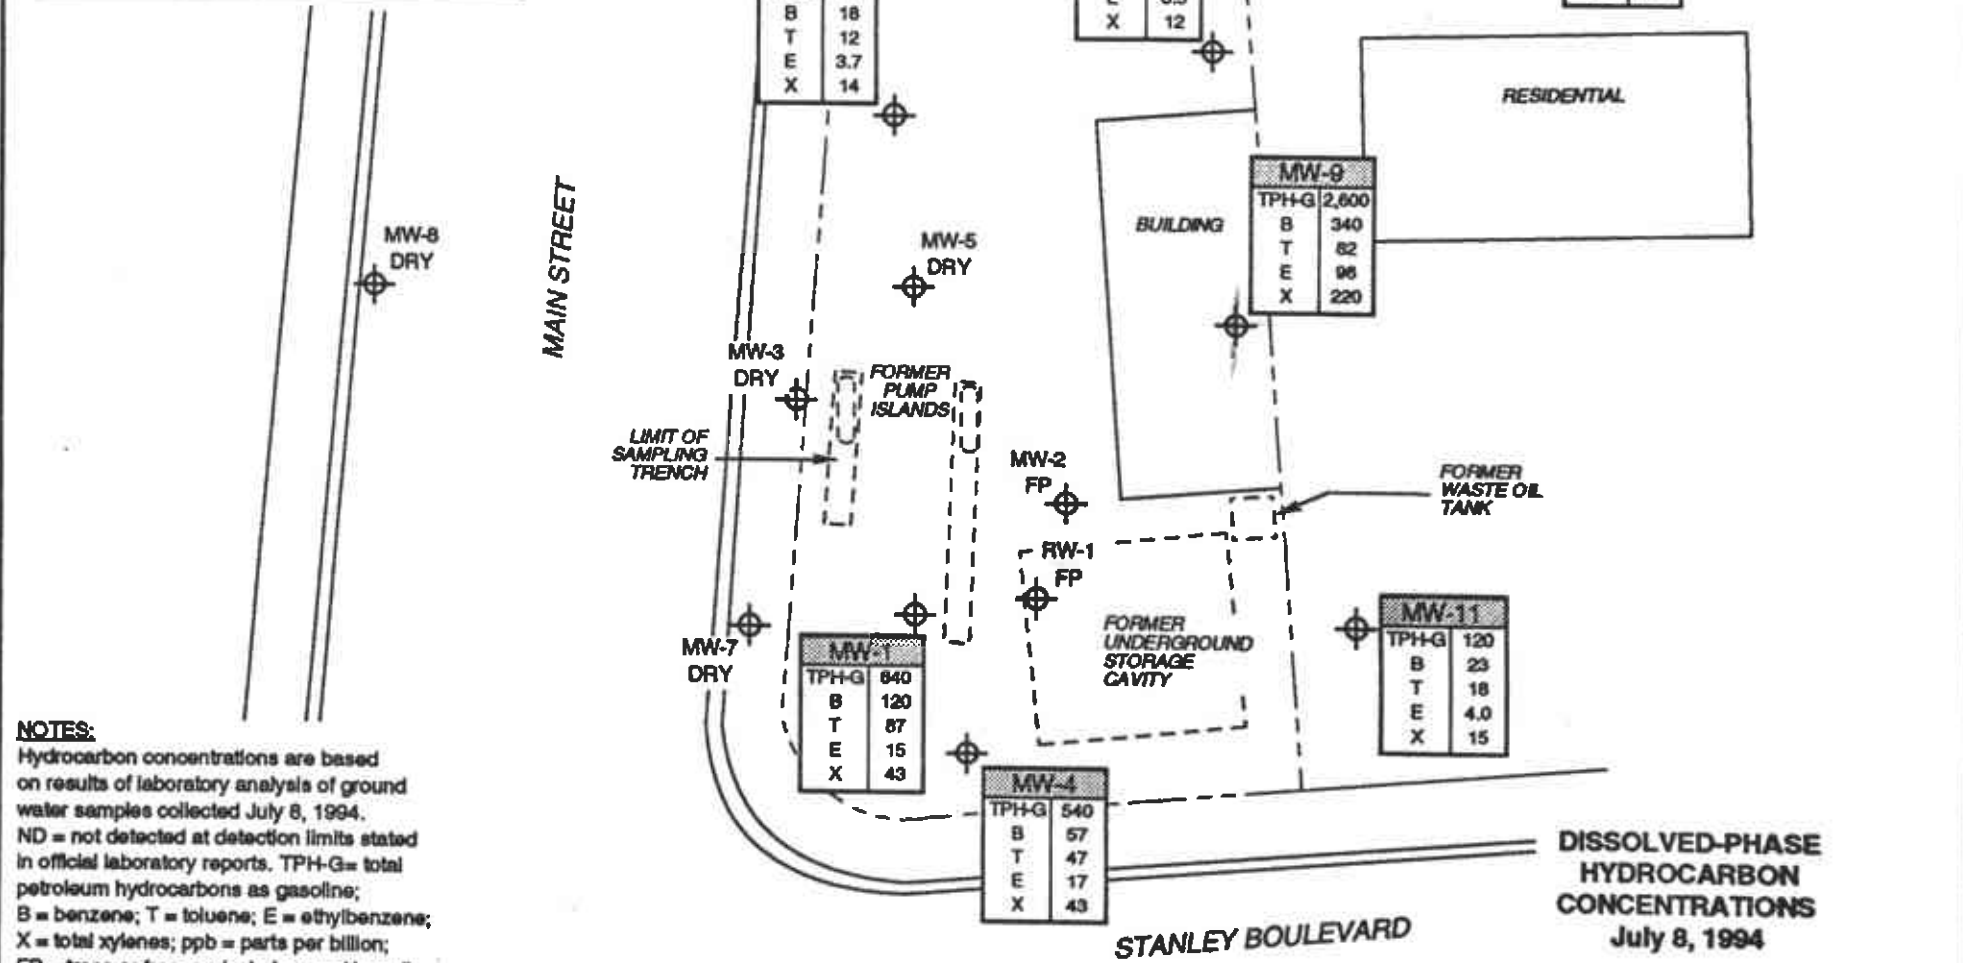 B 18
T 12
E 3.7
X 14
X 12
RESIDENTIAL
MW-9
TPH-G 2,600
B 340
T 82
E 96
X 220
BUILDING
MAIN STREET
MW-8
DRY
MW-5
DRY
MW-3
DRY
FORMER
PUMP
ISLANDS
LIMIT OF
SAMPLING
TRENCH
MW-2
FP
FORMER
WASTE OIL
TANK
RW-1
FP
FORMER
UNDERGROUND
STORAGE
CAVITY
MW-7
DRY
MW-1
TPH-G 640
B 120
T 87
E 15
X 43
MW-11
TPH-G 120
B 23
T 18
E 4.0
X 15
MW-4
TPH-G 540
B 57
T 47
E 17
X 43
NOTES:
Hydrocarbon concentrations are based
on results of laboratory analysis of ground
water samples collected July 8, 1994.
ND = not detected at detection limits stated
in official laboratory reports. TPH-G= total
petroleum hydrocarbons as gasoline;
B = benzene; T = toluene; E = ethylbenzene;
X = total xylenes; ppb = parts per billion;
STANLEY BOULEVARD
DISSOLVED-PHASE
HYDROCARBON
CONCENTRATIONS
July 8, 1994